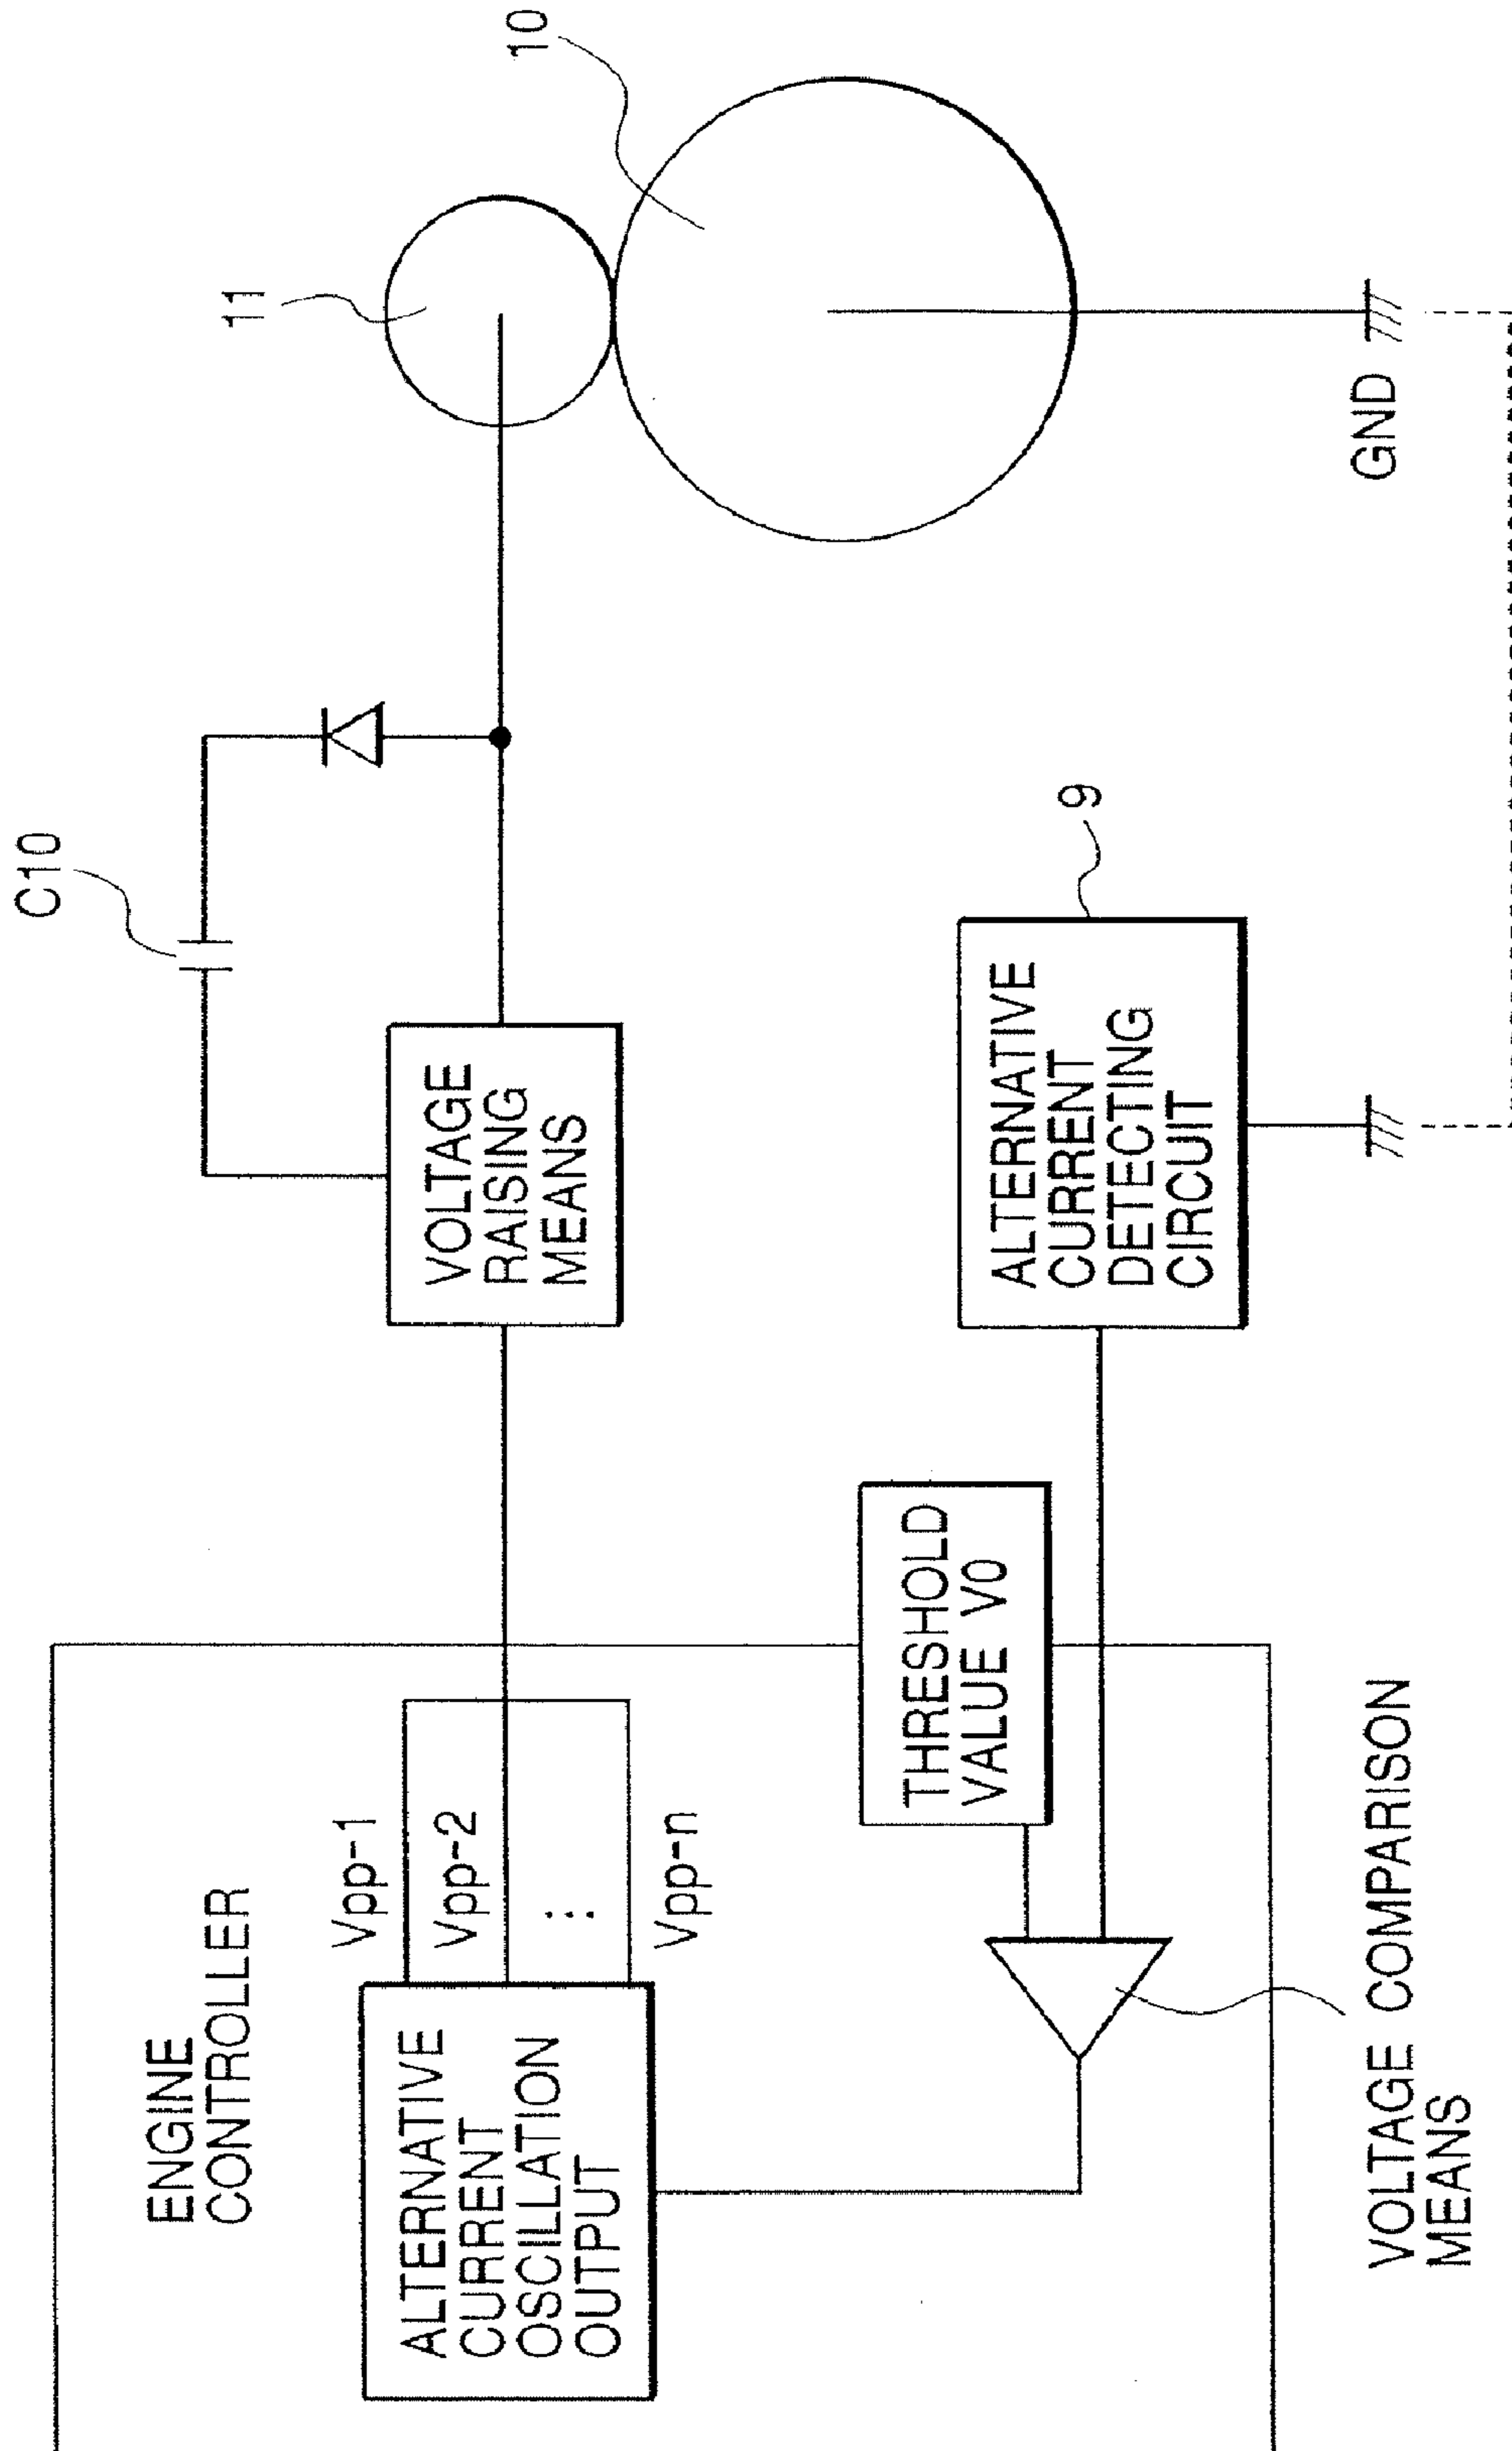 ENGINE
CONTROLLER
ALTERNATIVE
CURRENT
OSCILLATION
OUTPUT
Vpp-1
Vpp-2
⋮
Vpp-n
VOLTAGE
RAISING
MEANS
C10
11
10
THRESHOLD
VALUE V0
ALTERNATIVE
CURRENT
DETECTING
CIRCUIT
9
GND
VOLTAGE COMPARISON
MEANS